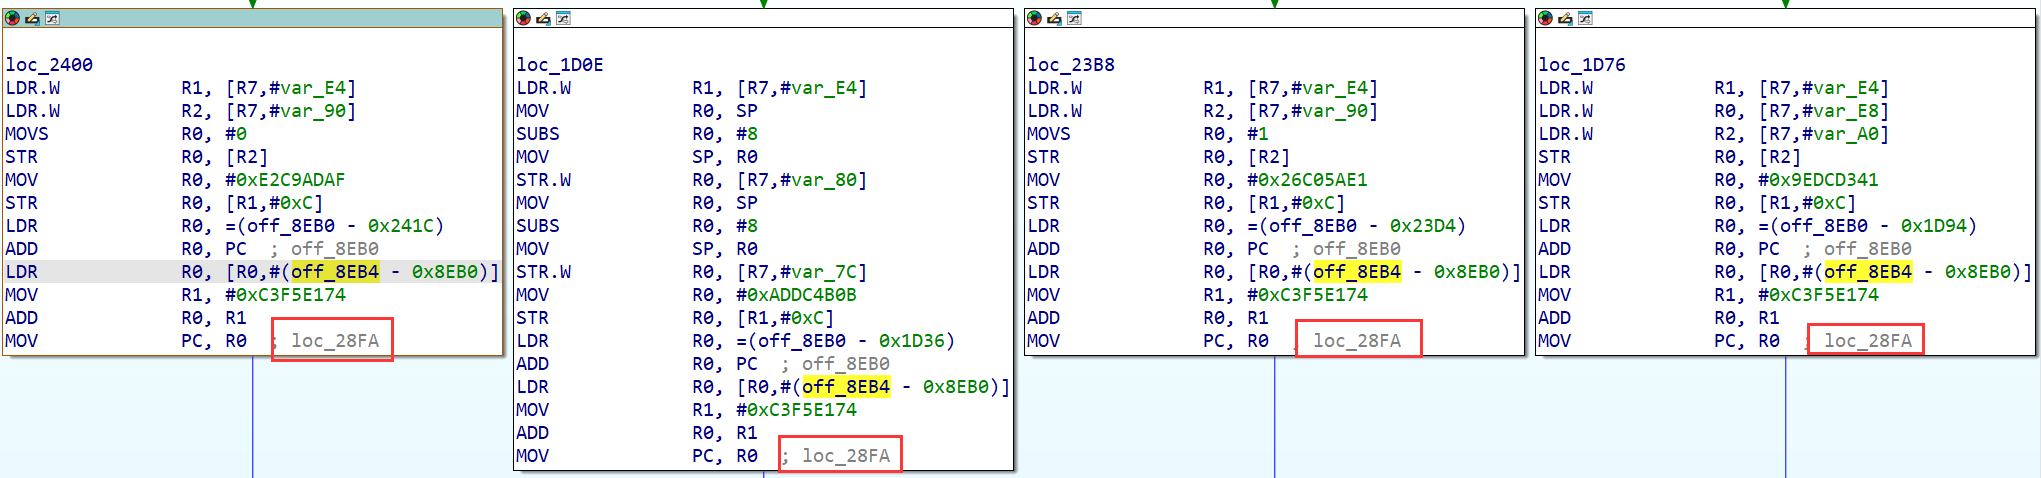 loc_2400
LDR.W R1, [R7,#var_E4]
LDR.W R2, [R7,#var_90]
MOVS R0, #0
STR R0, [R2]
MOV R0, #0xE2C9ADAF
STR R0, [R1,#0xC]
LDR R0, =(off_8EB0 - 0x241C)
ADD R0, PC ; off_8EB0
LDR R0, [R0,#(off_8EB4 - 0x8EB0)]
MOV R1, #0xC3F5E174
ADD R0, R1
MOV PC, R0 ; loc_28FA
loc_1D0E
LDR.W R1, [R7,#var_E4]
MOV R0, SP
SUBS R0, #8
MOV SP, R0
STR.W R0, [R7,#var_80]
MOV R0, SP
SUBS R0, #8
MOV SP, R0
STR.W R0, [R7,#var_7C]
MOV R0, #0xADDC4B0B
STR R0, [R1,#0xC]
LDR R0, =(off_8EB0 - 0x1D36)
ADD R0, PC ; off_8EB0
LDR R0, [R0,#(off_8EB4 - 0x8EB0)]
MOV R1, #0xC3F5E174
ADD R0, R1
MOV PC, R0 ; loc_28FA
loc_23B8
LDR.W R1, [R7,#var_E4]
LDR.W R2, [R7,#var_90]
MOVS R0, #1
STR R0, [R2]
MOV R0, #0x26C05AE1
STR R0, [R1,#0xC]
LDR R0, =(off_8EB0 - 0x23D4)
ADD R0, PC ; off_8EB0
LDR R0, [R0,#(off_8EB4 - 0x8EB0)]
MOV R1, #0xC3F5E174
ADD R0, R1
MOV PC, R0 ; loc_28FA
loc_1D76
LDR.W R1, [R7,#var_E4]
LDR.W R0, [R7,#var_E8]
LDR.W R2, [R7,#var_A0]
STR R0, [R2]
MOV R0, #0x9EDCD341
STR R0, [R1,#0xC]
LDR R0, =(off_8EB0 - 0x1D94)
ADD R0, PC ; off_8EB0
LDR R0, [R0,#(off_8EB4 - 0x8EB0)]
MOV R1, #0xC3F5E174
ADD R0, R1
MOV PC, R0 ; loc_28FA